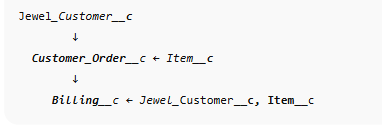 Jewel_Customer__c
↓
Customer_Order__c ← Item__c
↓
Billing__c ← Jewel_Customer__c, Item__c